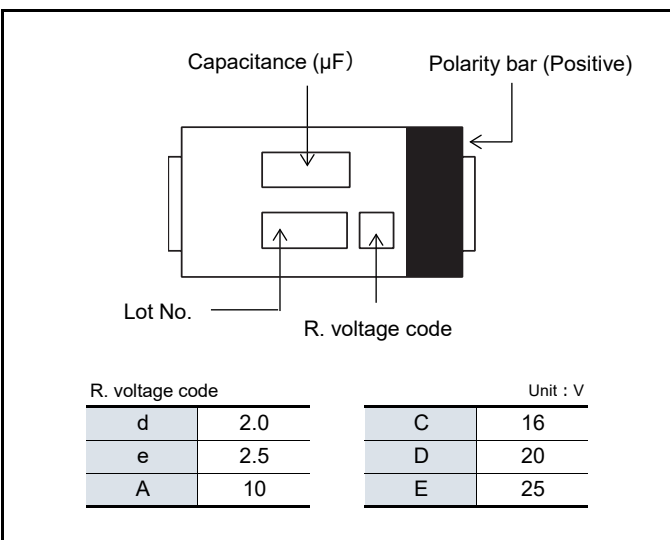 Capacitance (μF)
Polarity bar (Positive)
Lot No.
R. voltage code
R. voltage code
Unit：V
d 2.0 C 16
e 2.5 D 20
A 10 E 25